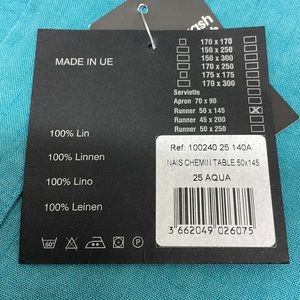 ash
MADE IN UE
170 x 170
150 x 250
150 x 300
170 x 250
175 x 175
170 x 300
Serviette
Apron 70 x 90
Runner 50 x 145
Runner 45 x 200
Runner 50 x 250
100% Lin
100% Linnen
100% Lino
100% Leinen
60°
P
Ref: 100240 25 140A
NAIS CHEMIN TABLE 50x145
25 AQUA
3 662049 026075